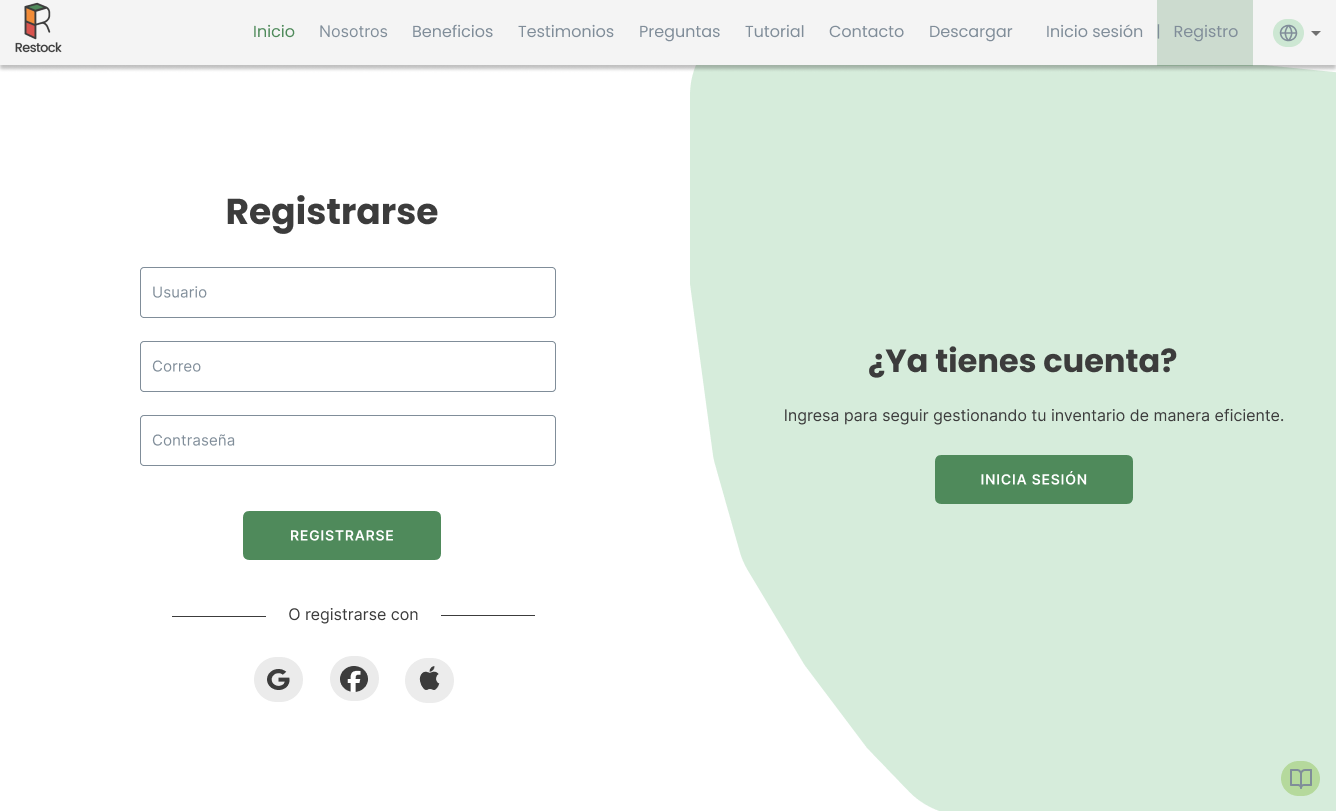 Restock
Inicio Nosotros Beneficios Testimonios Preguntas Tutorial Contacto Descargar Inicio sesión | Registro
Registrarse
Usuario
Correo
Contraseña
REGISTRARSE
O registrarse con
¿Ya tienes cuenta?
Ingresa para seguir gestionando tu inventario de manera eficiente.
INICIA SESIÓN